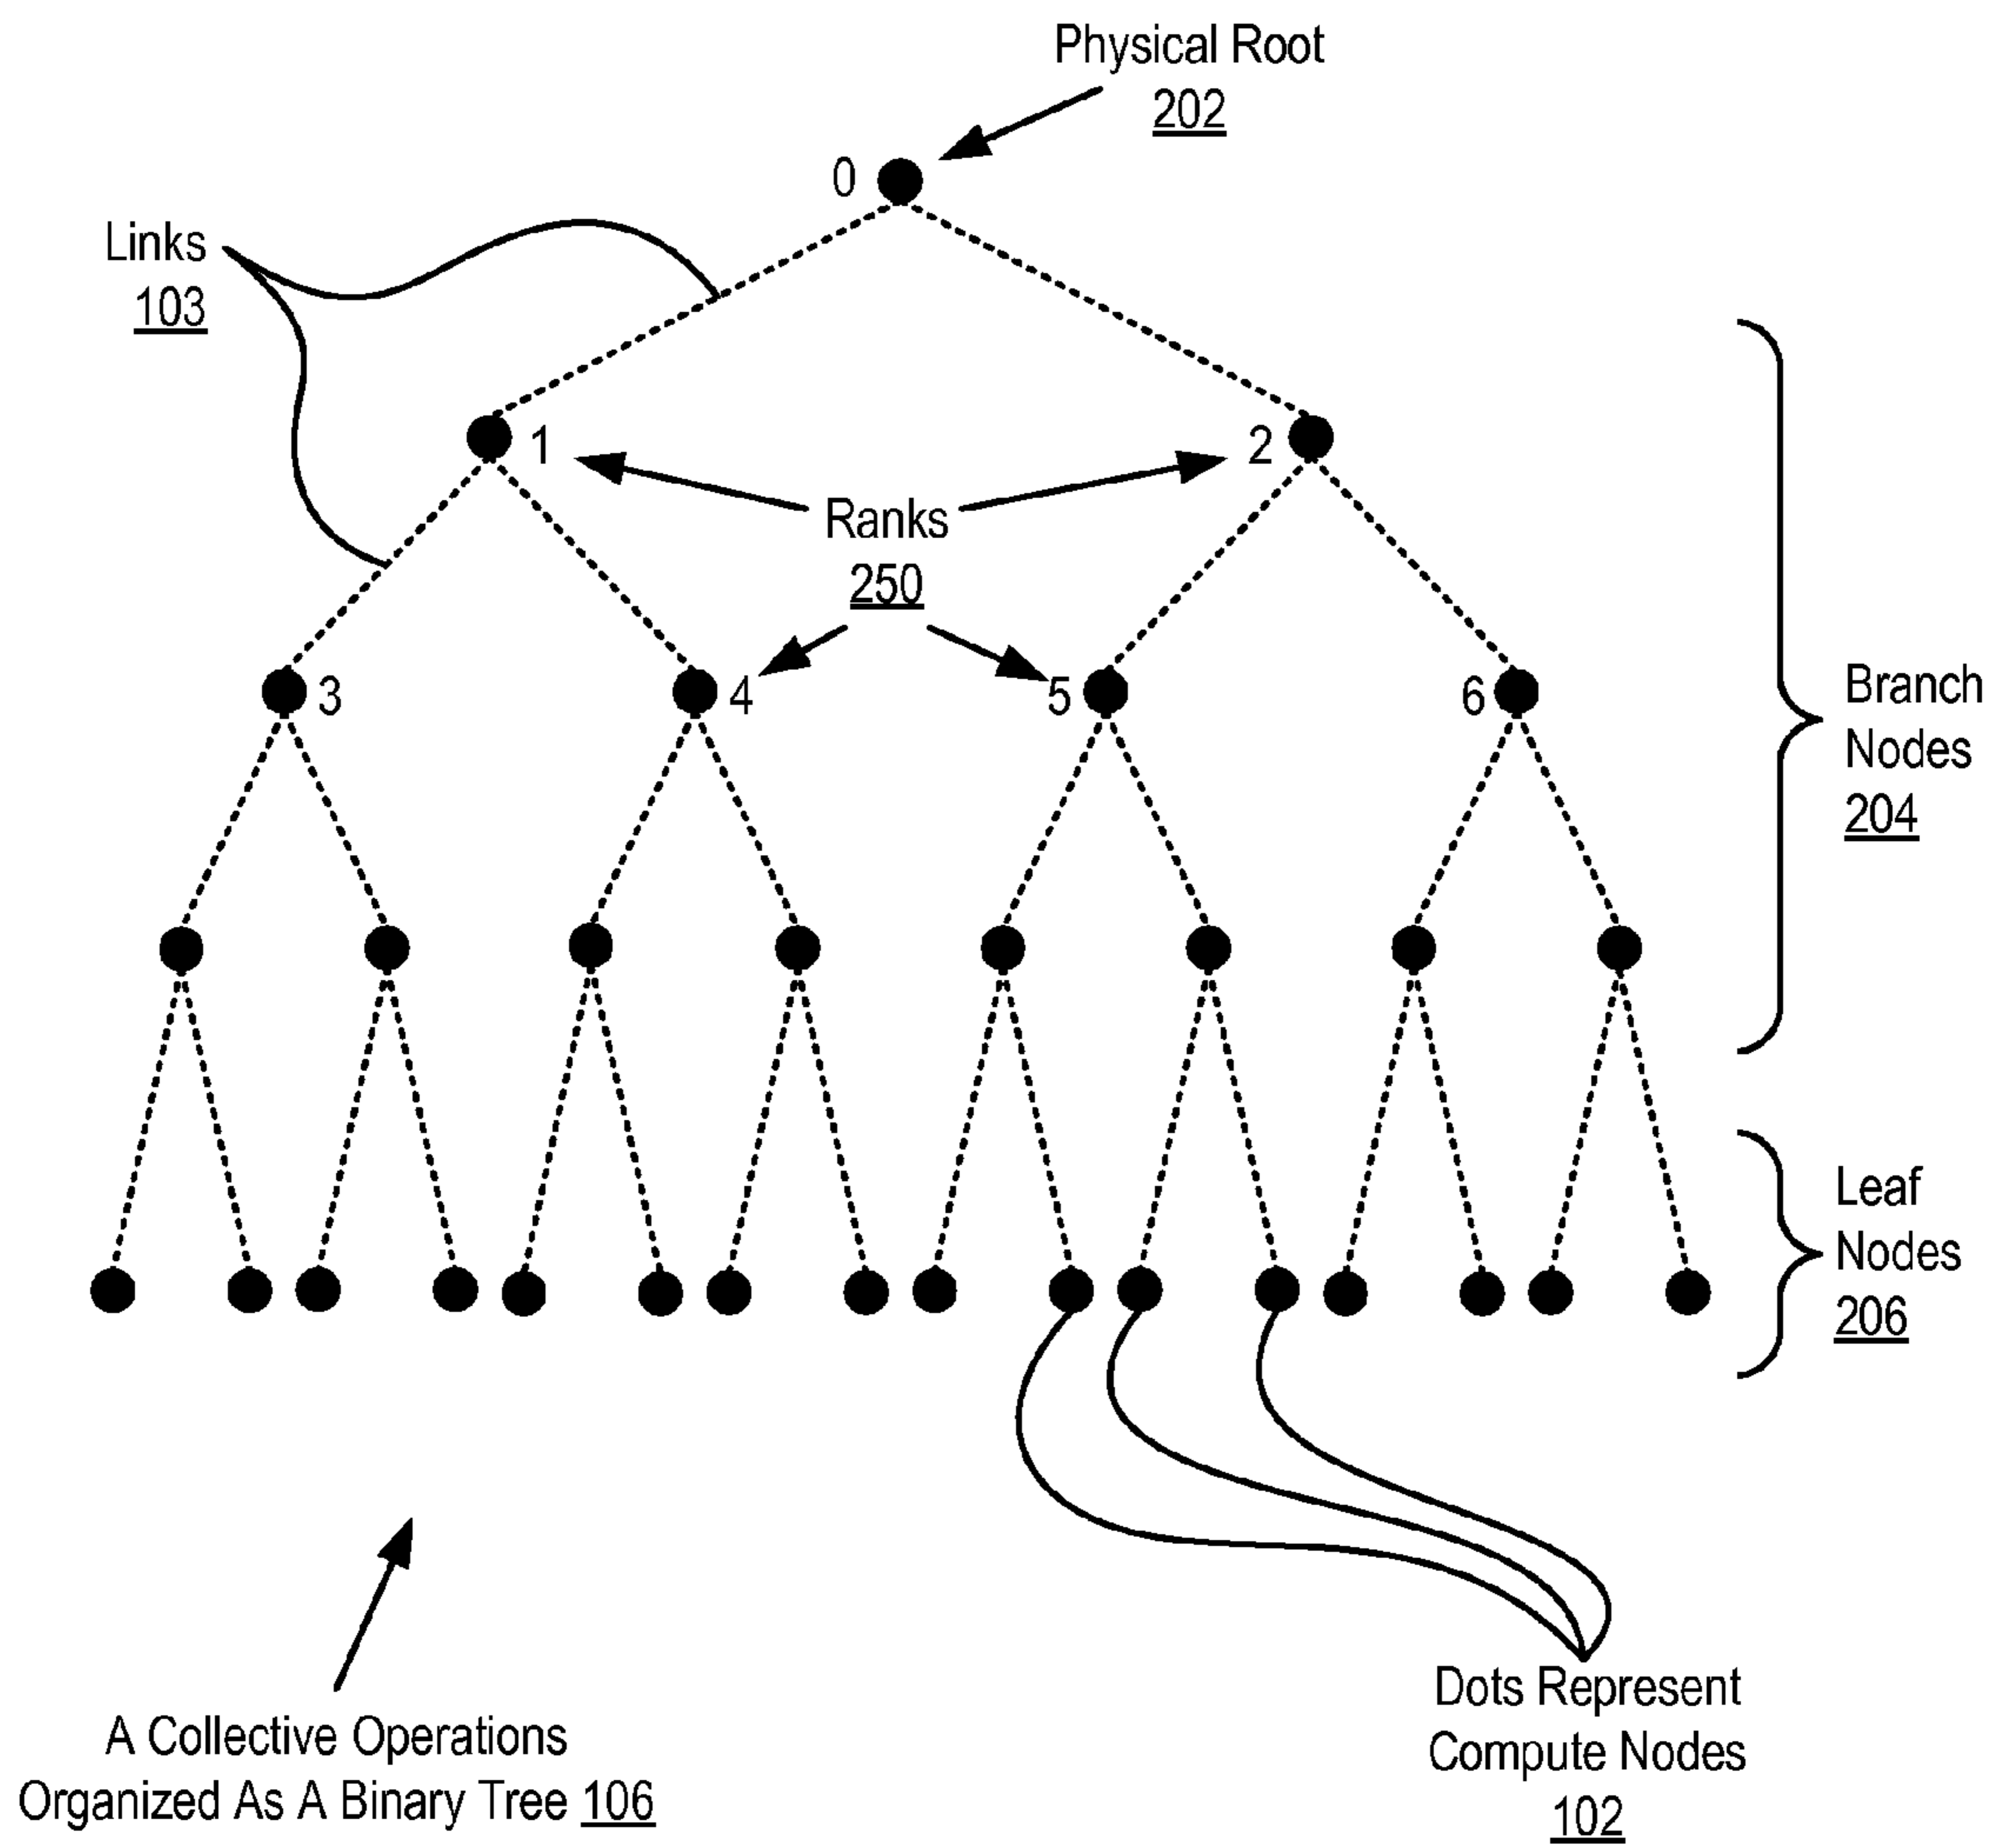 Physical Root
202
0
Links
103
1
2
Ranks
250
3
4
5
6
Branch
Nodes
204
Leaf
Nodes
206
A Collective Operations
Organized As A Binary Tree 106
Dots Represent
Compute Nodes
102